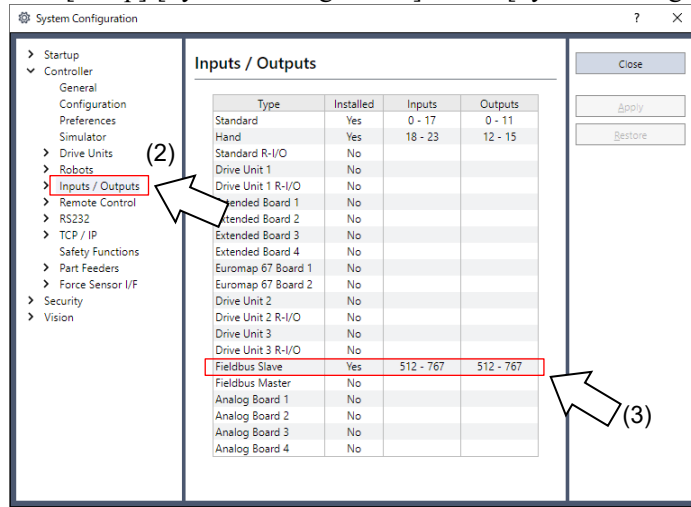 System Configuration
? ×
> Startup
Controller
General
Configuration
Preferences
Simulator
> Drive Units
(2)
> Robots
> Inputs / Outputs
> Remote Control
> RS232
> TCP / IP
Safety Functions
> Part Feeders
> Force Sensor I/F
> Security
> Vision
Inputs / Outputs
Type Installed Inputs Outputs
Standard Yes 0 - 17 0 - 11
Hand Yes 18 - 23 12 - 15
Standard R-I/O No
Drive Unit 1 No
Drive Unit 1 R-I/O No
Board 1 No
Extended Board 2 No
Extended Board 3 No
Extended Board 4 No
Euromap 67 Board 1 No
Euromap 67 Board 2 No
Drive Unit 2 No
Drive Unit 2 R-I/O No
Drive Unit 3 No
Drive Unit 3 R-I/O No
Fieldbus Slave Yes 512 - 767 512 - 767
Fieldbus Master No
Analog Board 1 No
Analog Board 2 No
Analog Board 3 No
Analog Board 4 No
(3)
Close
Apply
Restore